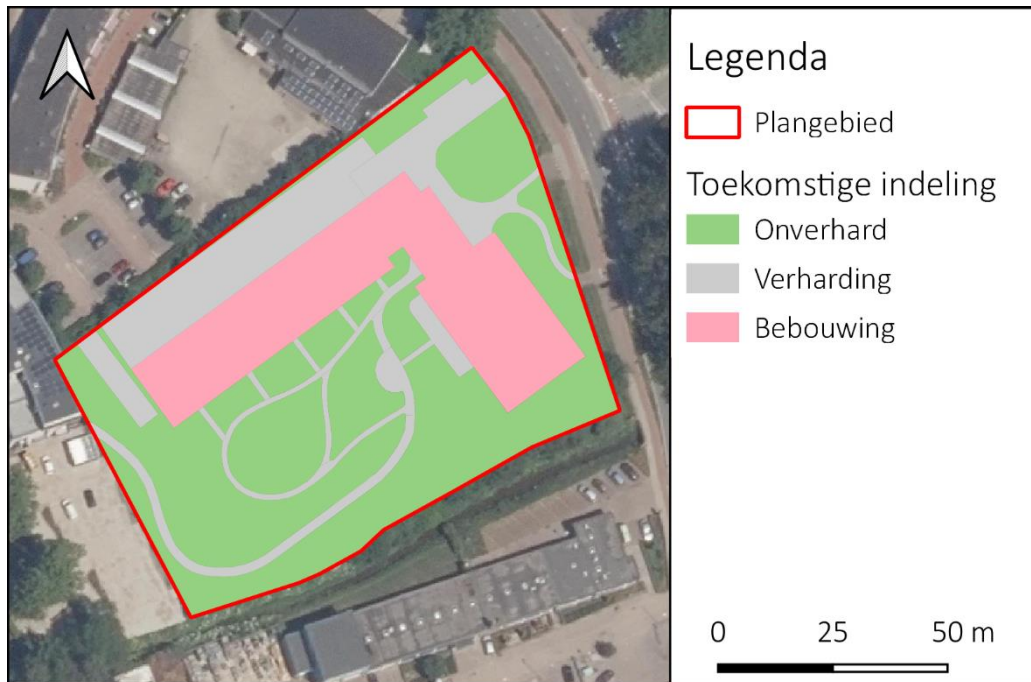 Legenda
Plangebied
Toekomstige indeling
Onverhard
Verharding
Bebouwing
0 25 50 m